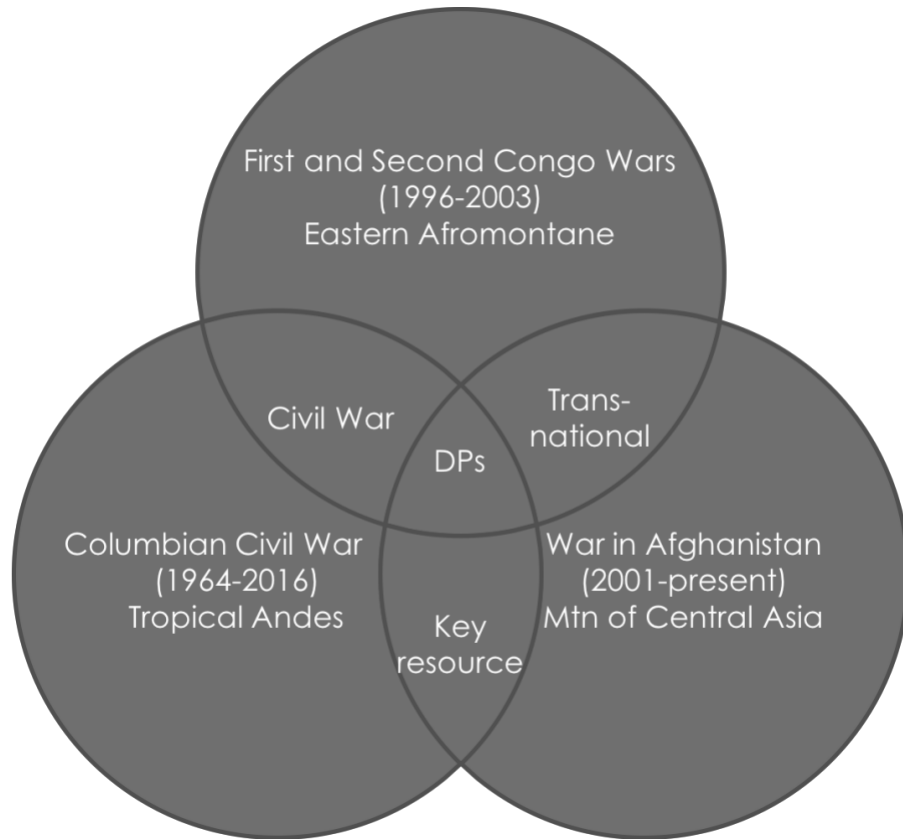 First and Second Congo Wars
(1996-2003)
Eastern Afromontane
Civil War
Trans-
national
DPs
Columbian Civil War
(1964-2016)
Tropical Andes
War in Afghanistan
(2001-present)
Mtn of Central Asia
Key
resource